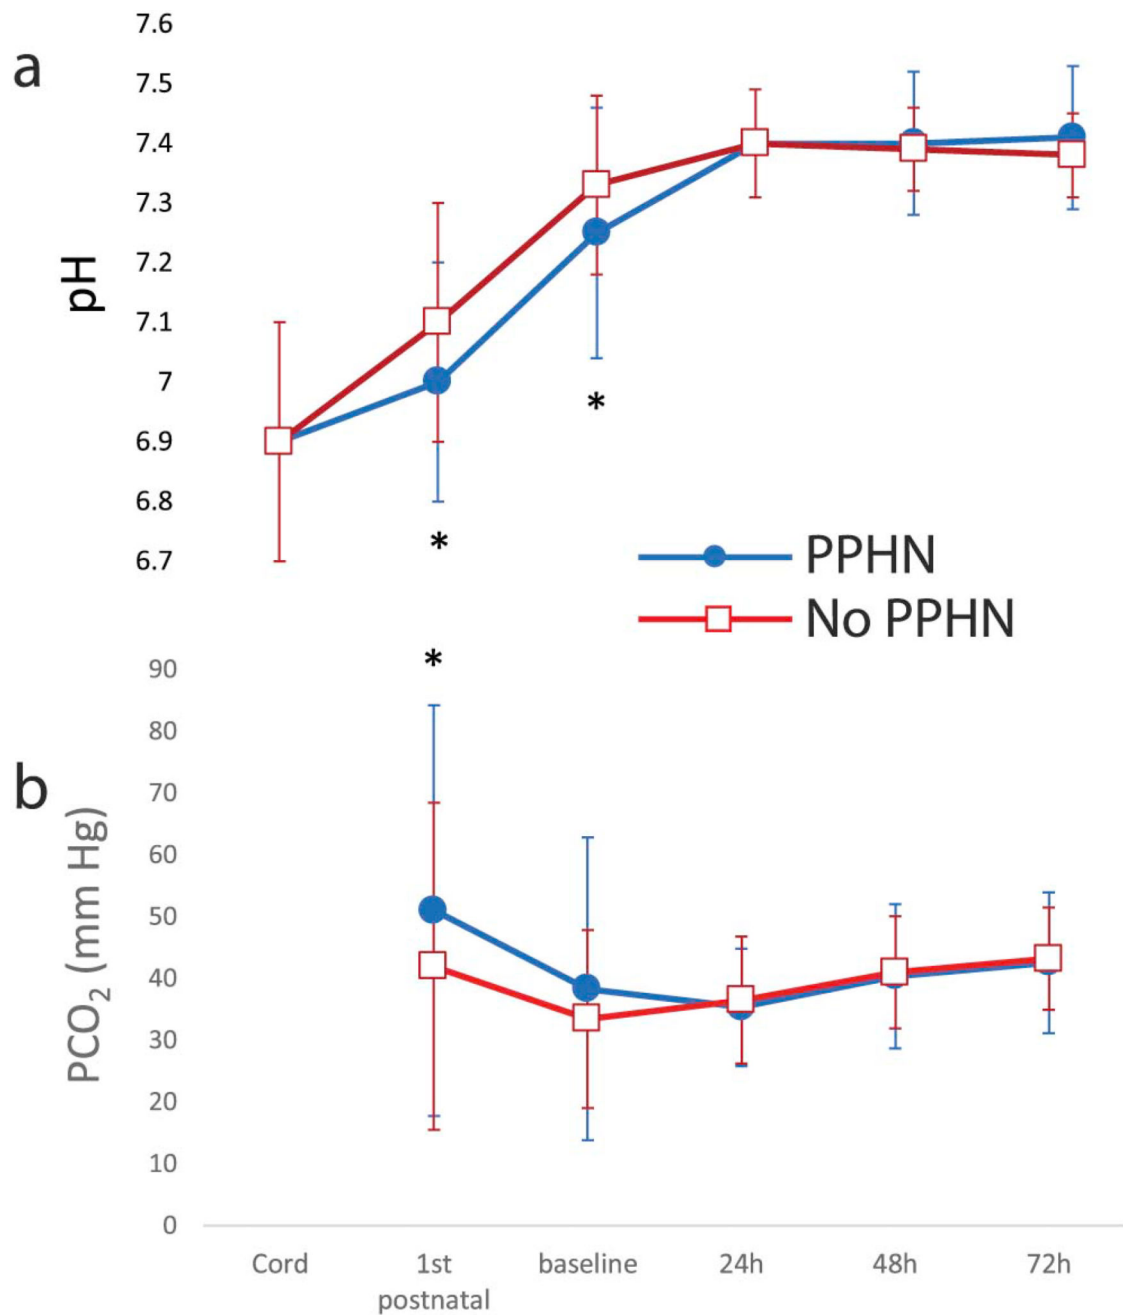 a
7.6
7.5
7.4
7.3
7.2
7.1
7
6.9
6.8
6.7
pH
*
*
PPHN
No PPHN
*
b
90
80
70
60
50
40
30
20
10
0
PCO₂ (mm Hg)
Cord
1st
postnatal
baseline
24h
48h
72h